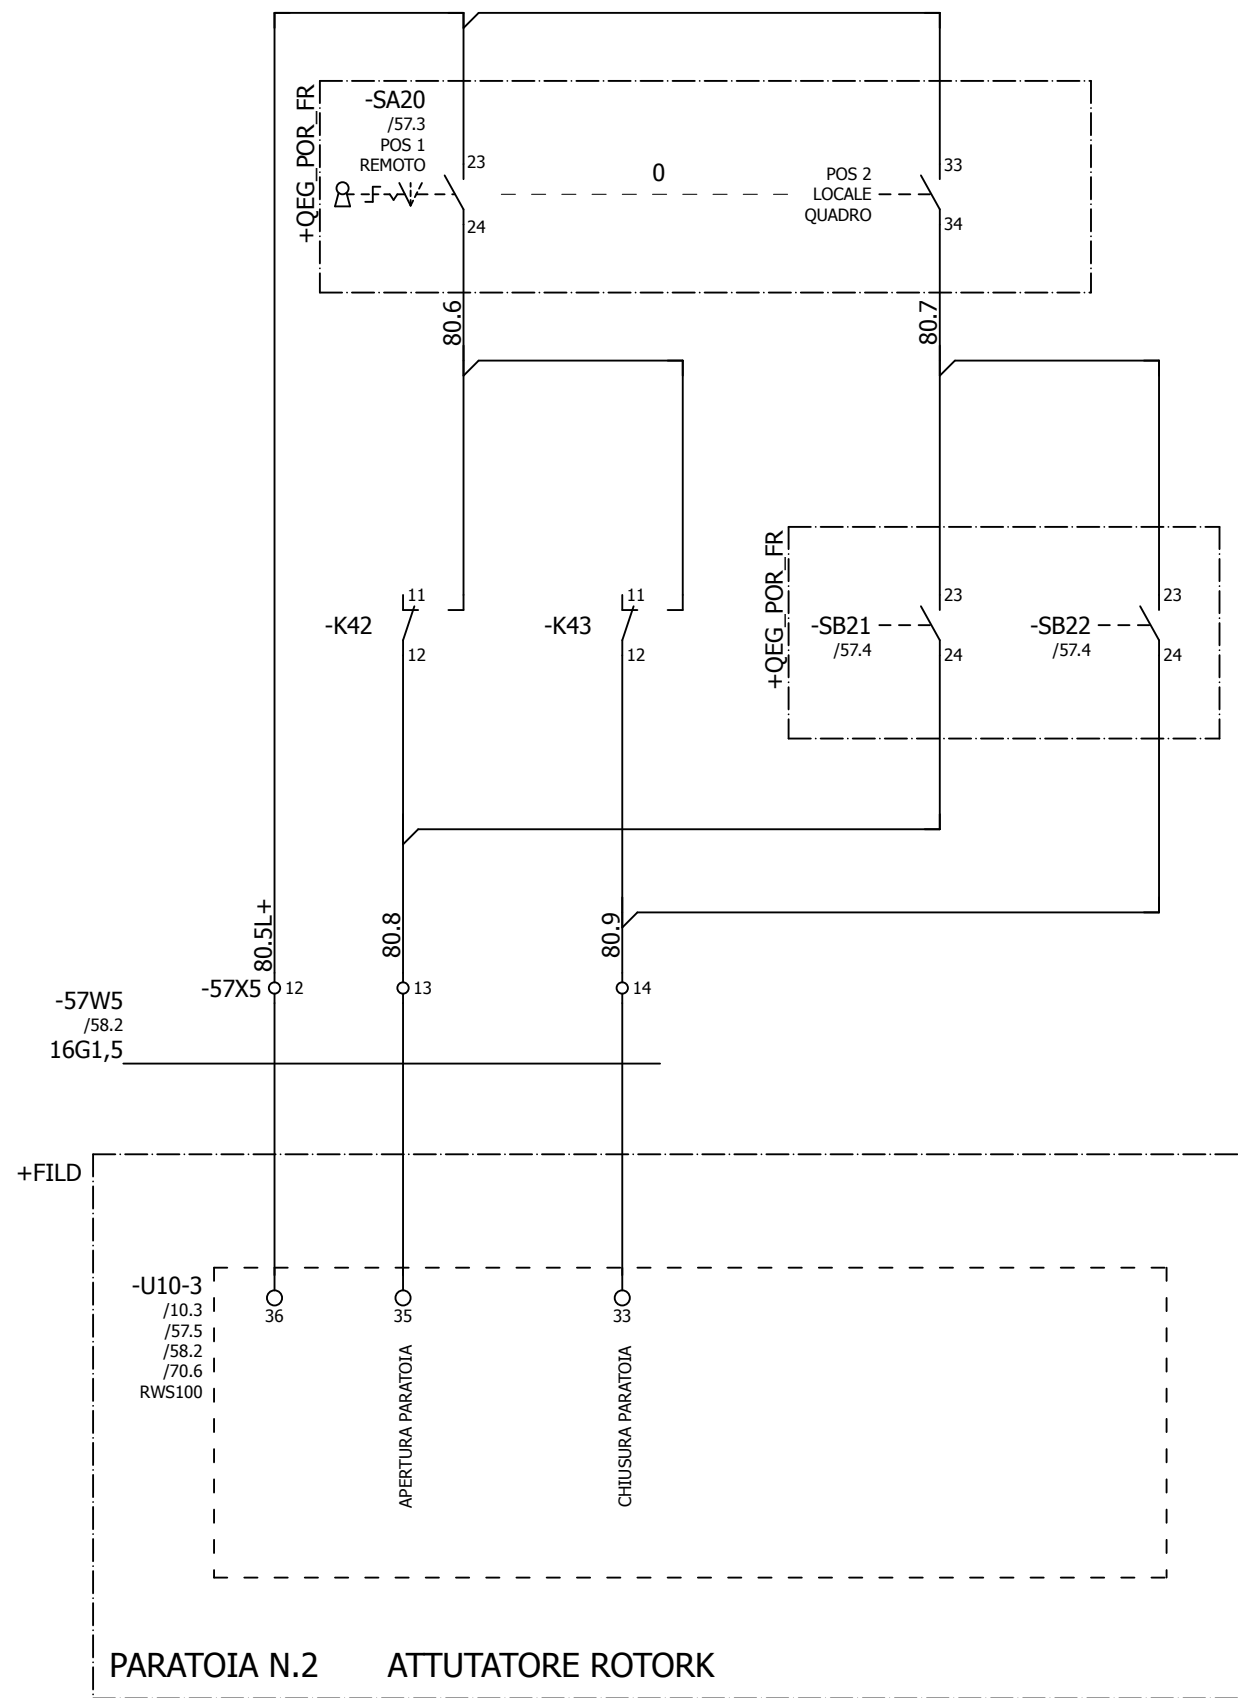 +QEG_POR_FR
-SA20
/57.3
POS 1
REMOTO
23
24
0
POS 2
LOCALE
QUADRO
33
34
80.6
80.7
-K42
11
12
-K43
11
12
+QEG_POR_FR
-SB21
/57.4
23
24
-SB22
/57.4
23
24
80.5L+
80.8
80.9
-57X5
12
13
14
-57W5
/58.2
16G1,5
+FILD
-U10-3
/10.3
/57.5
/58.2
/70.6
RWS100
36
35
33
APERTURA PARATOIA
CHIUSURA PARATOIA
PARATOIA N.2 ATTUTATORE ROTORK